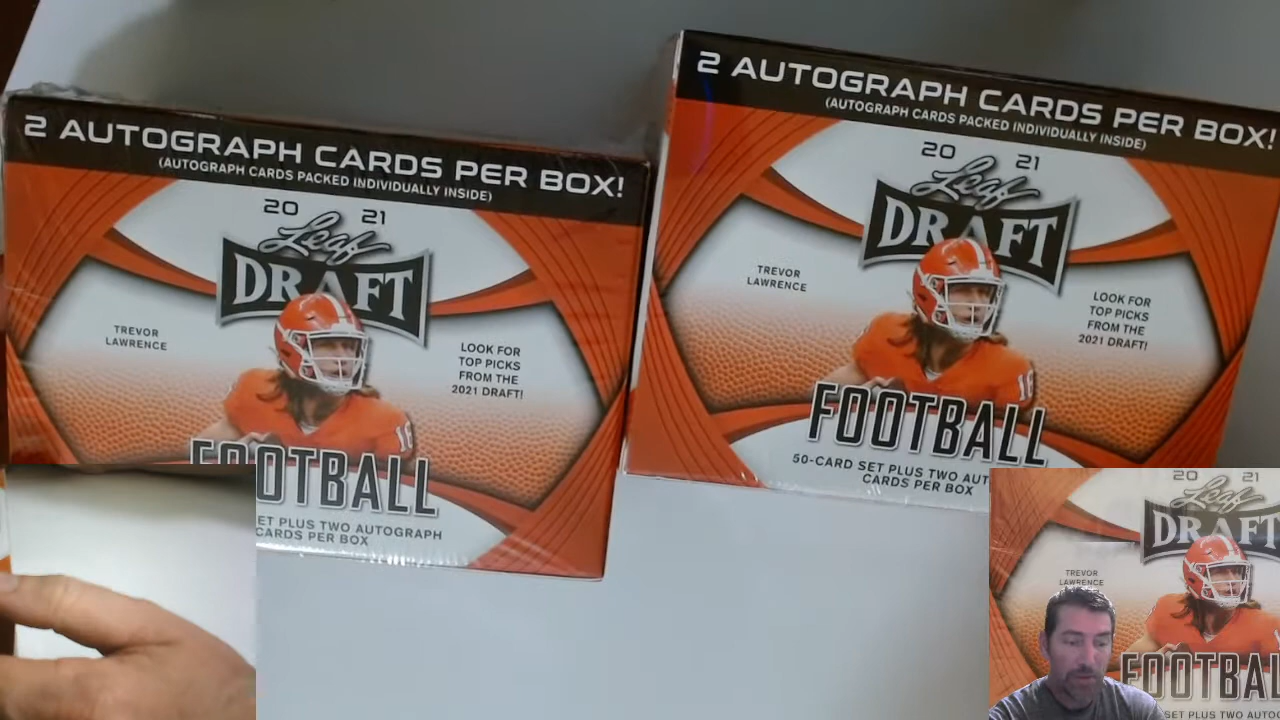 2 AUTOGRAPH CARDS PER BOX!
(AUTOGRAPH CARDS PACKED INDIVIDUALLY INSIDE)
20 21
Leaf
DRAFT
TREVOR
LAWRENCE
LOOK FOR
TOP PICKS
FROM THE
2021 DRAFT!
16
FOOTBALL
ET PLUS TWO AUTOGRAPH
CARDS PER BOX
2 AUTOGRAPH CARDS PER BOX!
(AUTOGRAPH CARDS PACKED INDIVIDUALLY INSIDE)
20 21
Leaf
DRAFT
TREVOR
LAWRENCE
LOOK FOR
TOP PICKS
FROM THE
2021 DRAFT!
16
FOOTBALL
50-CARD SET PLUS TWO AUT
CARDS PER BOX
20 21
Leaf
DRAFT
TREVOR
LAWRENCE
FOOTBAL
SET PLUS TWO AUTO